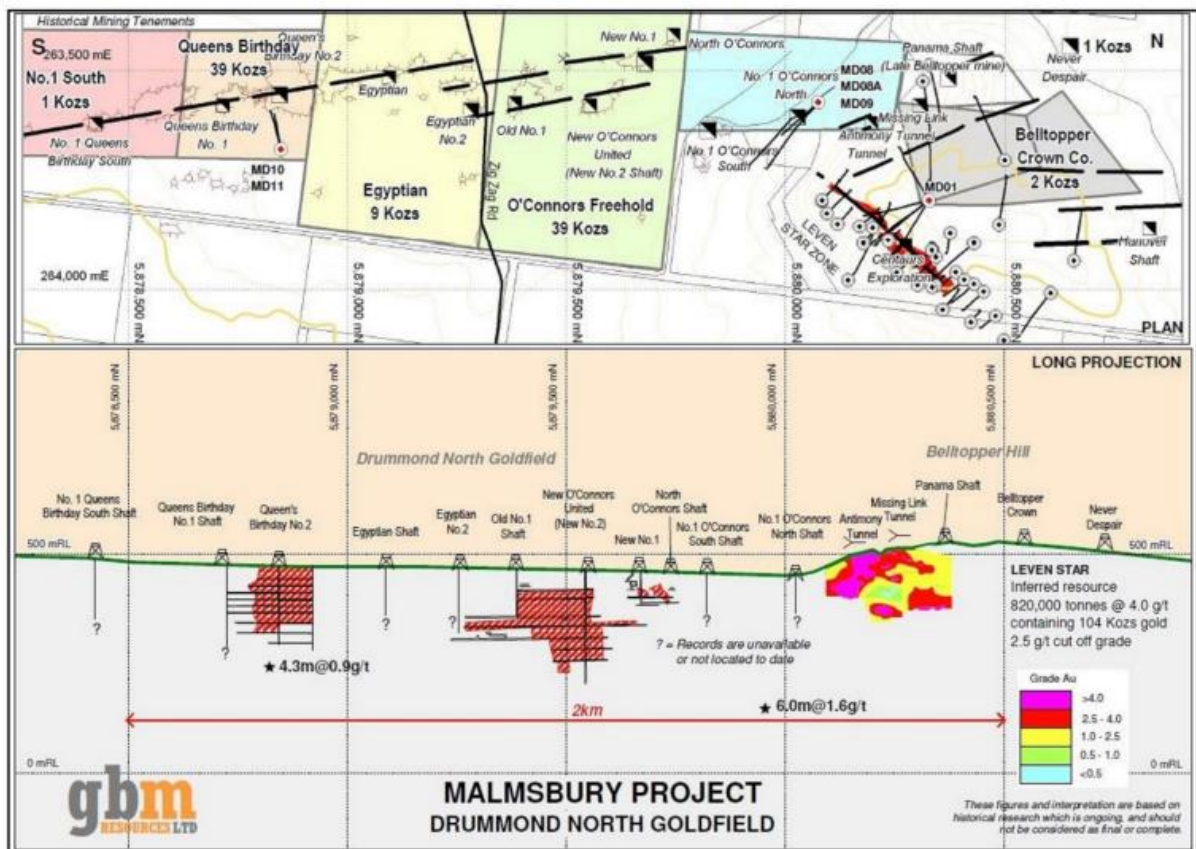 Historical Mining Tenements
S
263,500 mE
No.1 South
1 Kozs
No. 1 Queens
Birthday South
Queens Birthday
39 Kozs
Queen's
Birthday No.2
Queens Birthday
No. 1
MD10
MD11
Egyptian
Egyptian
No.2
Egyptian
9 Kozs
Zig Zag Rd
New No.1
Old No.1
New O'Connors
United
(New No.2 Shaft)
O'Connors Freehold
39 Kozs
North O'Connors
No. 1 O'Connors
North
No.1 O'Connors
South
MD08
MD08A
MD09
Panama Shaft
(Late Belltopper mine)
Missing Link
Tunnel
Antimony
Tunnel
1 Kozs
Never
Despair
N
Belltopper
Crown Co.
2 Kozs
MD01
LEVEN
STAR ZONE
Centaurs
Exploration
Hanover
Shaft
264,000 mE
5,878,500 mN
5,879,000 mN
5,879,500 mN
5,880,000 mN
5,880,500 mN
PLAN
LONG PROJECTION
5,878,500 mN
5,879,000 mN
5,879,500 mN
5,880,000 mN
5,880,500 mN
Drummond North Goldfield
Belltopper Hill
No. 1 Queens
Birthday South Shaft
Queens Birthday
No.1 Shaft
Queen's
Birthday No.2
Egyptian Shaft
Egyptian
No.2
Old No.1
Shaft
New O'Connors
United
(New No.2)
New No.1
North
O'Connors Shaft
No.1 O'Connors
South Shaft
No.1 O'Connors
North Shaft
Antimony
Tunnel
Missing Link
Tunnel
Panama Shaft
Belltopper
Crown
Never
Despair
500 mRL
500 mRL
? ? ? ? ? ?
? = Records are unavailable
or not located to date
★ 4.3m@0.9g/t
★ 6.0m@1.6g/t
2km
LEVEN STAR
Inferred resource
820,000 tonnes @ 4.0 g/t
containing 104 Kozs gold
2.5 g/t cut off grade
Grade Au
>4.0
2.5 - 4.0
1.0 - 2.5
0.5 - 1.0
<0.5
0 mRL
0 mRL
gbm
RESOURCES LTD
MALMSBURY PROJECT
DRUMMOND NORTH GOLDFIELD
These figures and interpretation are based on
historical research which is ongoing, and should
not be considered as final or complete.